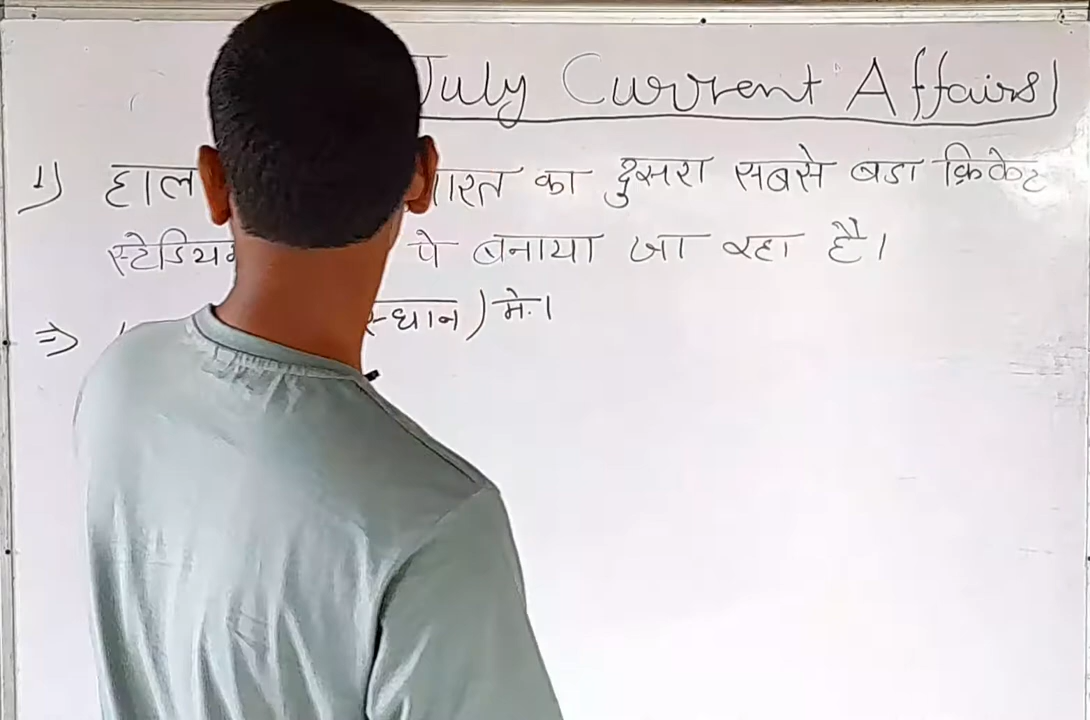 July Current Affairs
1) हाल ारत का दुसरा सबसे बडा क्रिकेट
स्टेडियम पे बनाया जा रहा है।
⇒ स्थान) मे।